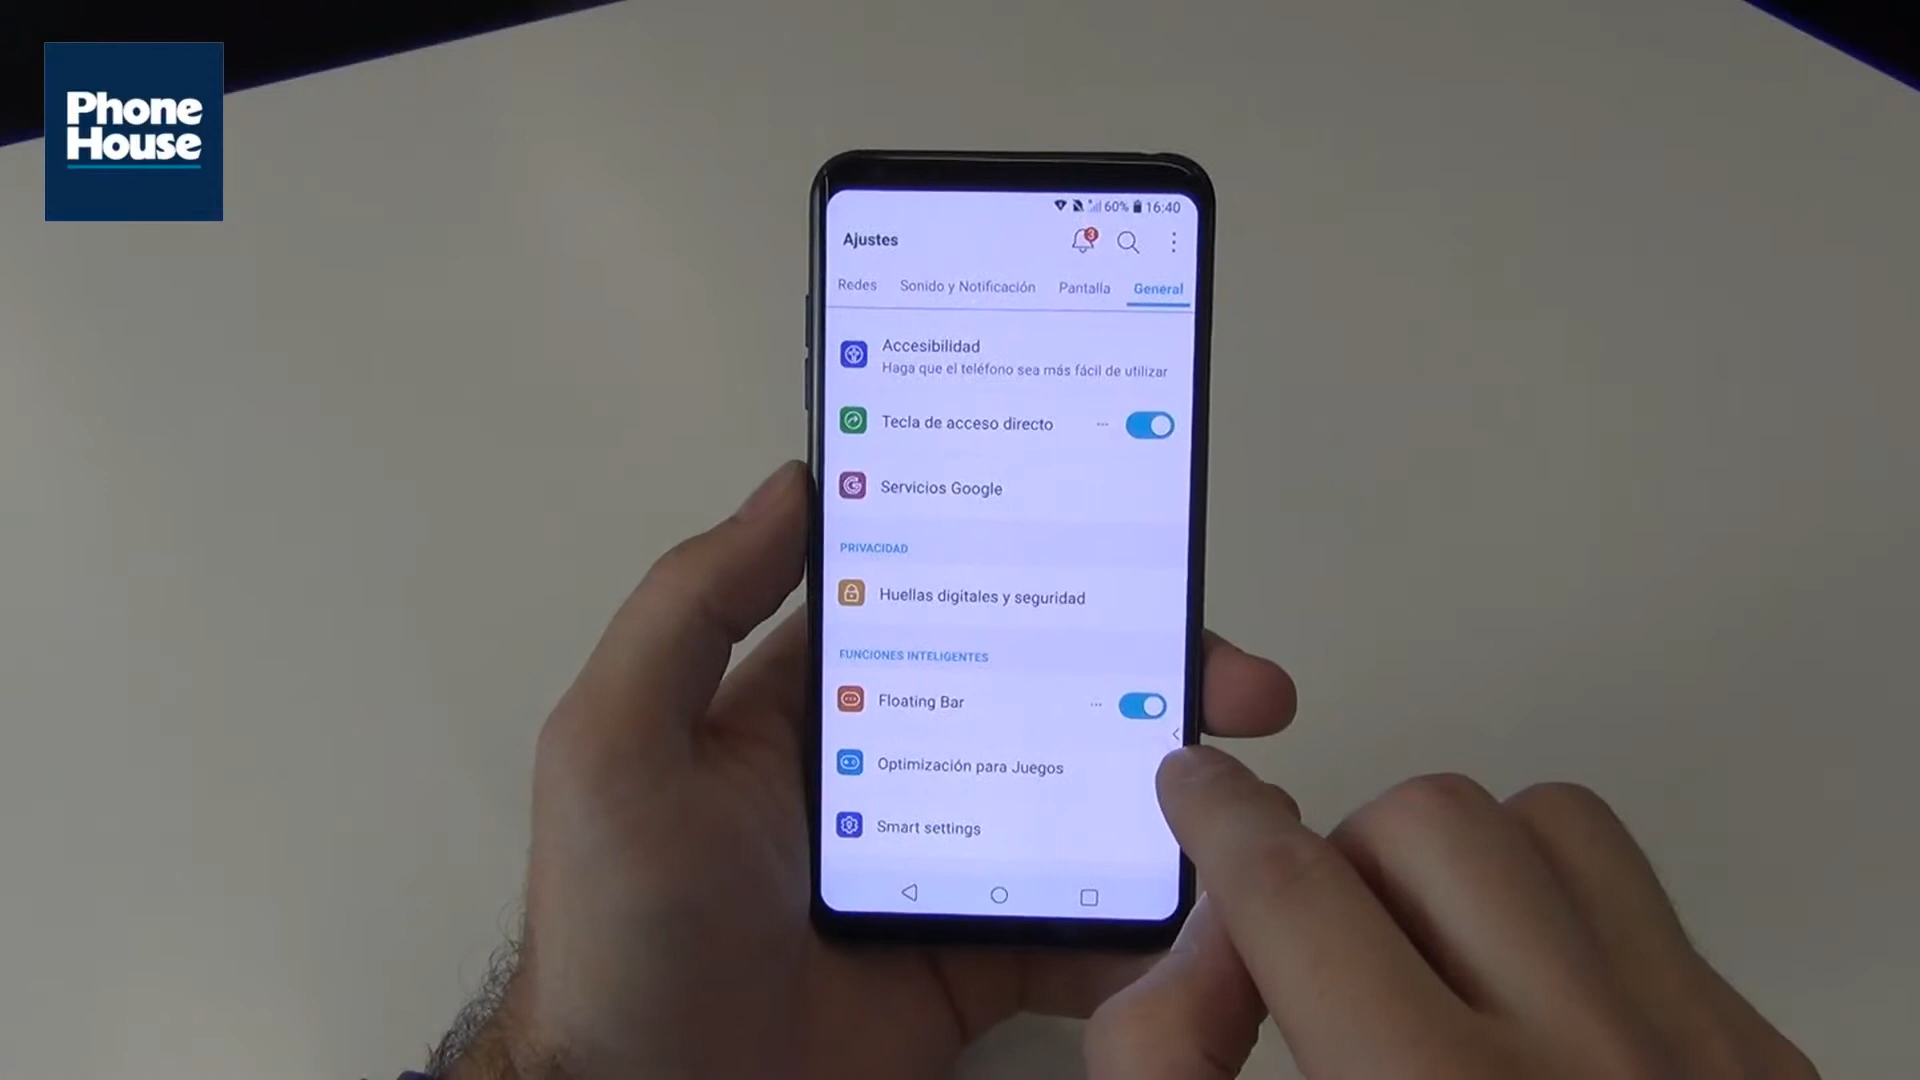 Phone
House
60% 16:40
Ajustes
3
Redes Sonido y Notificación Pantalla General
Accesibilidad
Haga que el teléfono sea más fácil de utilizar
Tecla de acceso directo
Servicios Google
PRIVACIDAD
Huellas digitales y seguridad
FUNCIONES INTELIGENTES
Floating Bar
Optimización para Juegos
Smart settings